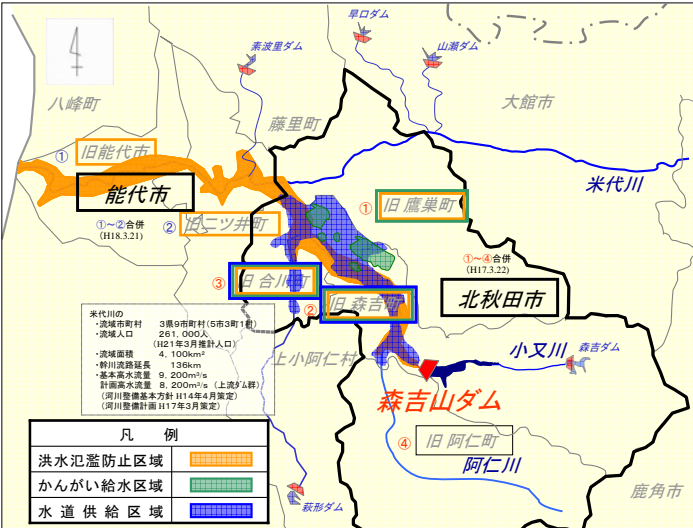 早口ダム
素波里ダム
山瀬ダム
八峰町
大館市
藤里町
① 旧能代市
能代市
①~②合併
(H18.3.21)
② 旧二ツ井町
米代川
① 旧 鷹巣町
①~④合併
(H17.3.22)
北秋田市
③ 旧 合川町
② 旧 森吉町
米代川の
・流域市町村 3県9市町村(5市3町1村)
・流域人口 261,000人
(H21年3月推計人口)
・流域面積 4,100km²
・幹川流路延長 136km
・基本高水流量 9,200m³/s
計画高水流量 8,200m³/s (上流ダム群)
(河川整備基本方針 H14年4月策定)
(河川整備計画 H17年3月策定)
上小阿仁村
小又川
森吉ダム
森吉山ダム
④ 旧 阿仁町
阿仁川
鹿角市
萩形ダム
凡 例
洪水氾濫防止区域
かんがい給水区域
水道供給区域